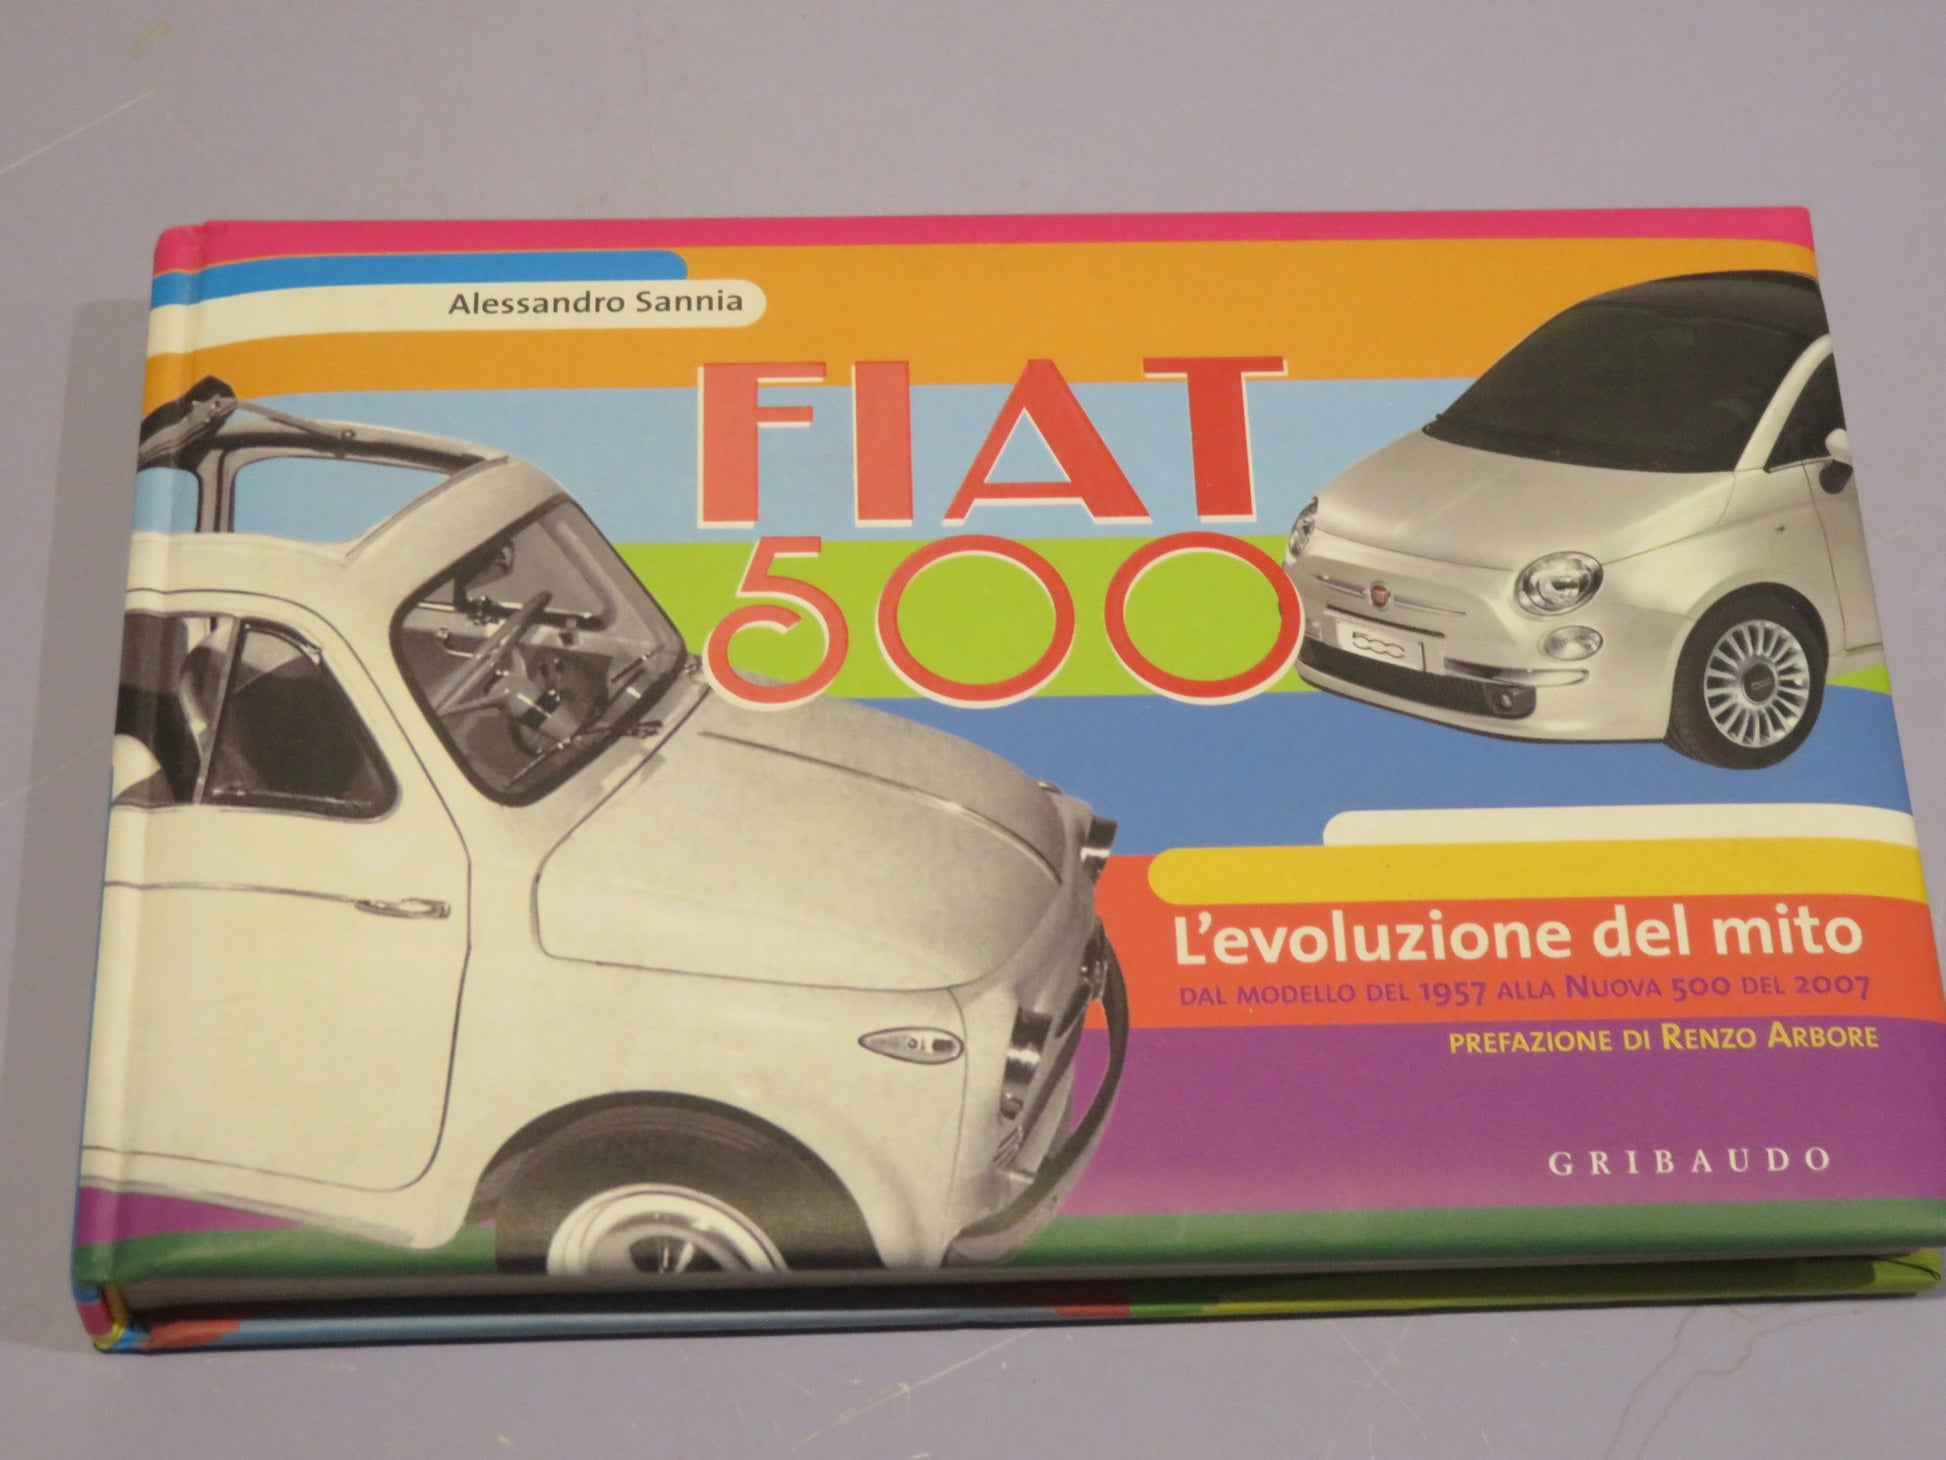 Alessandro Sannia
FIAT
500
500
L'evoluzione del mito
DAL MODELLO DEL 1957 ALLA NUOVA 500 DEL 2007
PREFAZIONE DI RENZO ARBORE
GRIBAUDO